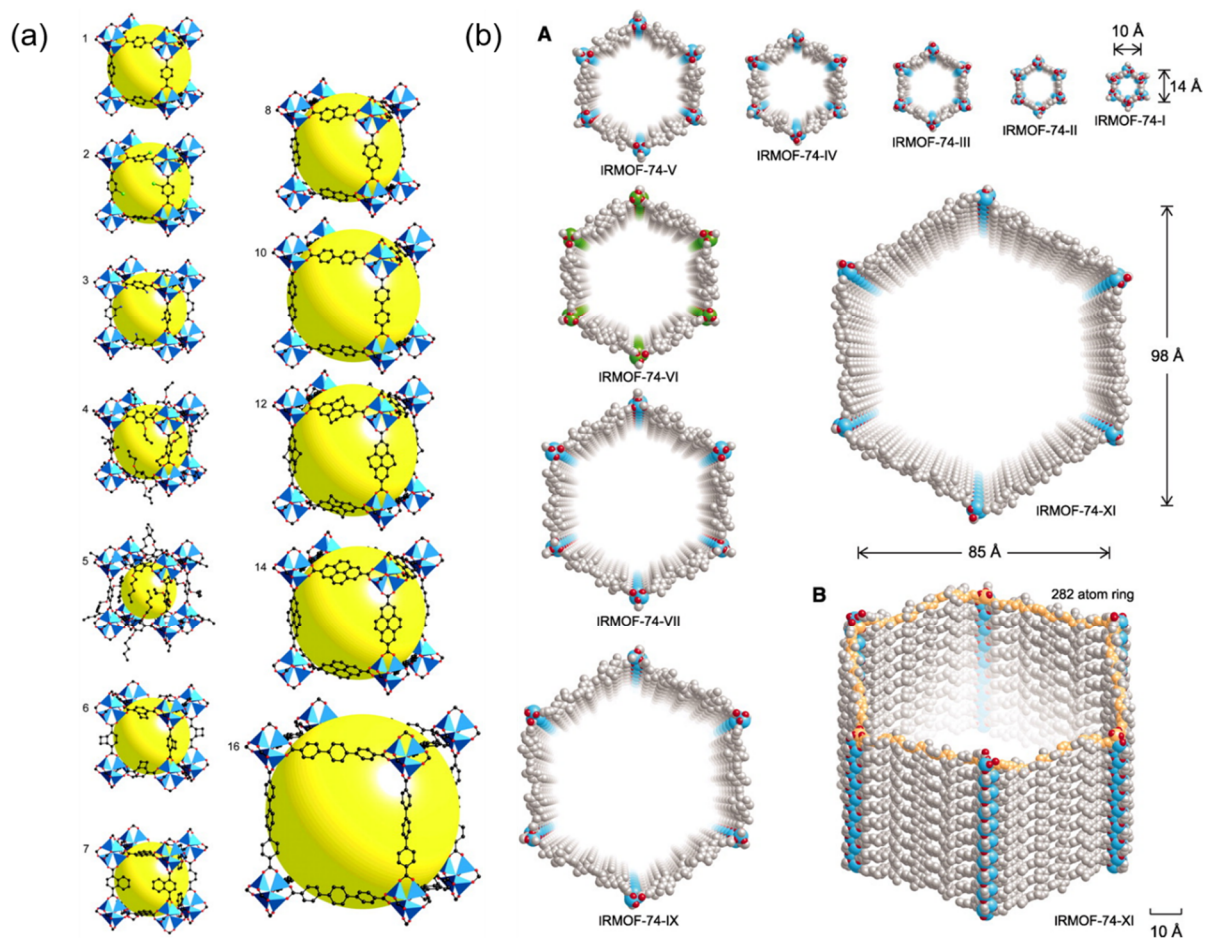 (a)
1
2
3
4
5
6
7
8
10
12
14
16
(b)
A
10 Å
14 Å
IRMOF-74-V
IRMOF-74-IV
IRMOF-74-III
IRMOF-74-II
IRMOF-74-I
IRMOF-74-VI
98 Å
IRMOF-74-XI
IRMOF-74-VII
85 Å
B
282 atom ring
IRMOF-74-IX
IRMOF-74-XI
10 Å